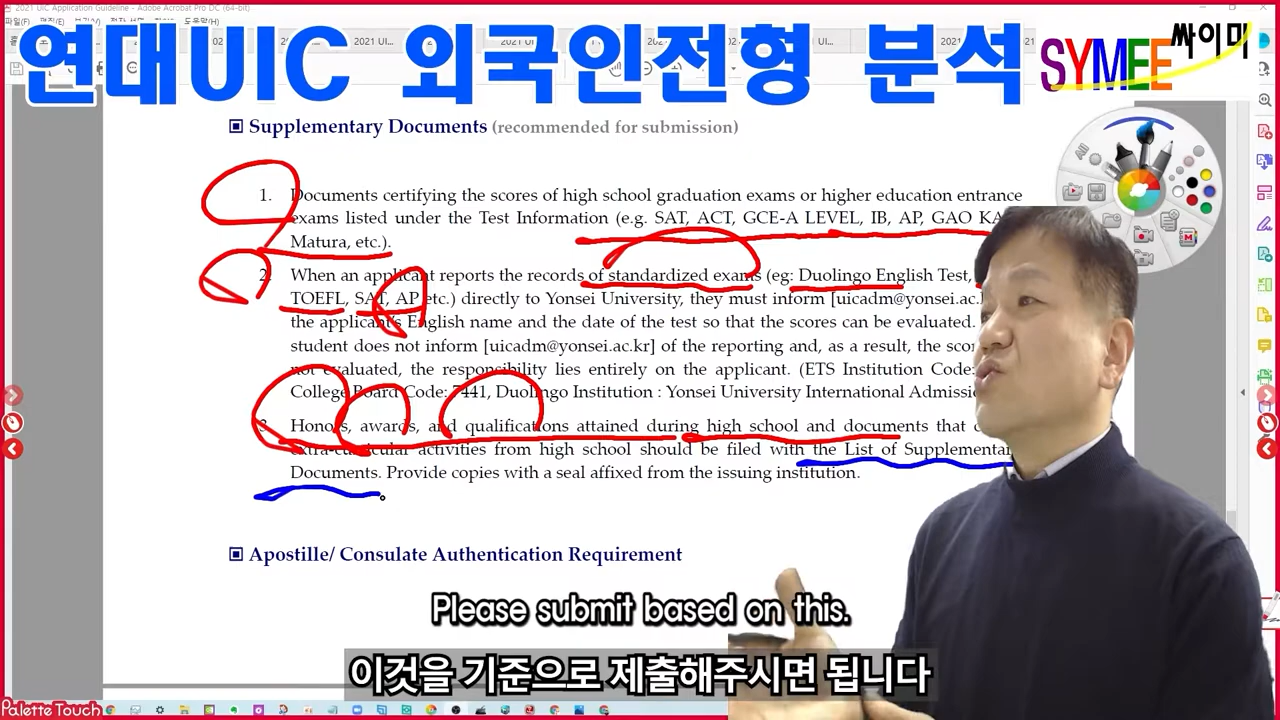 2021 UIC Application Guideline - Adobe Acrobat Pro DC (64-bit)
연대UIC 외국인전형 분석
SYMEE 싸이미
Supplementary Documents (recommended for submission)
1. Documents certifying the scores of high school graduation exams or higher education entrance
exams listed under the Test Information (e.g. SAT, ACT, GCE-A LEVEL, IB, AP, GAO KA
Matura, etc.).
2. When an applicant reports the records of standardized exams (eg: Duolingo English Test,
TOEFL, SAT, AP etc.) directly to Yonsei University, they must inform [uicadm@yonsei.ac.
the applicant's English name and the date of the test so that the scores can be evaluated.
student does not inform [uicadm@yonsei.ac.kr] of the reporting and, as a result, the scor
not evaluated, the responsibility lies entirely on the applicant. (ETS Institution Code:
College Board Code: 7441, Duolingo Institution : Yonsei University International Admissi
3. Honors, awards, and qualifications attained during high school and documents that
extra-curricular activities from high school should be filed with the List of Supplementar
Documents. Provide copies with a seal affixed from the issuing institution.
Apostille/ Consulate Authentication Requirement
Please submit based on this.
이것을 기준으로 제출해주시면 됩니다
Palette Touch